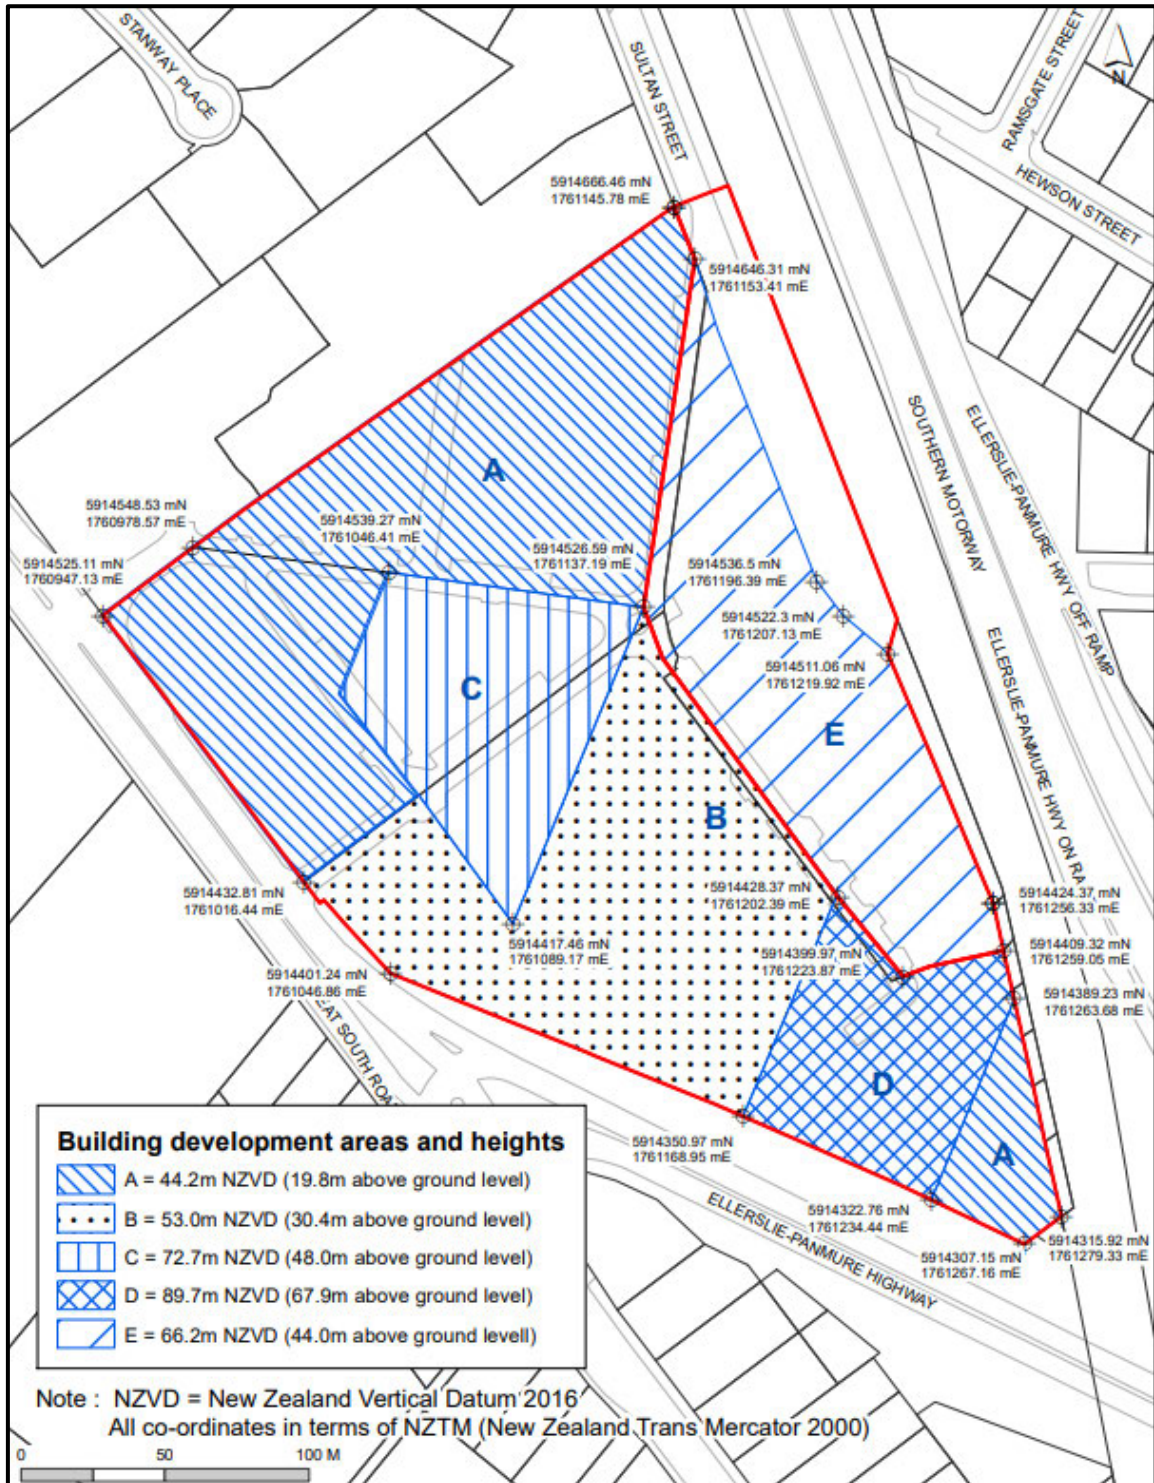 STANWAY PLACE
SULTAN STREET
RAMSGATE STREET
N
HEWSON STREET
5914666.46 mN
1761145.78 mE
5914646.31 mN
1761153.41 mE
SOUTHERN MOTORWAY
ELLERSLIE-PANMURE HWY OFF RAMP
A
5914548.53 mN
1760978.57 mE
5914539.27 mN
1761046.41 mE
5914526.59 mN
1761137.19 mE
5914525.11 mN
1760947.13 mE
5914536.5 mN
1761196.39 mE
5914522.3 mN
1761207.13 mE
5914511.06 mN
1761219.92 mE
ELLERSLIE-PANMURE HWY ON RA
C
E
B
5914432.81 mN
1761016.44 mE
5914428.37 mN
1761202.39 mE
5914424.37 mN
1761256.33 mE
5914417.46 mN
1761089.17 mE
5914399.97 mN
1761223.87 mE
5914409.32 mN
1761259.05 mE
5914401.24 mN
1761046.86 mE
5914389.23 mN
1761263.68 mE
EAT SOUTH ROA
D
A
5914350.97 mN
1761168.95 mE
5914322.76 mN
1761234.44 mE
5914315.92 mN
1761279.33 mE
5914307.15 mN
1761267.16 mE
ELLERSLIE-PANMURE HIGHWAY
Building development areas and heights
A = 44.2m NZVD (19.8m above ground level)
B = 53.0m NZVD (30.4m above ground level)
C = 72.7m NZVD (48.0m above ground level)
D = 89.7m NZVD (67.9m above ground level)
E = 66.2m NZVD (44.0m above ground levell)
Note : NZVD = New Zealand Vertical Datum 2016
All co-ordinates in terms of NZTM (New Zealand Trans Mercator 2000)
0 50 100 M